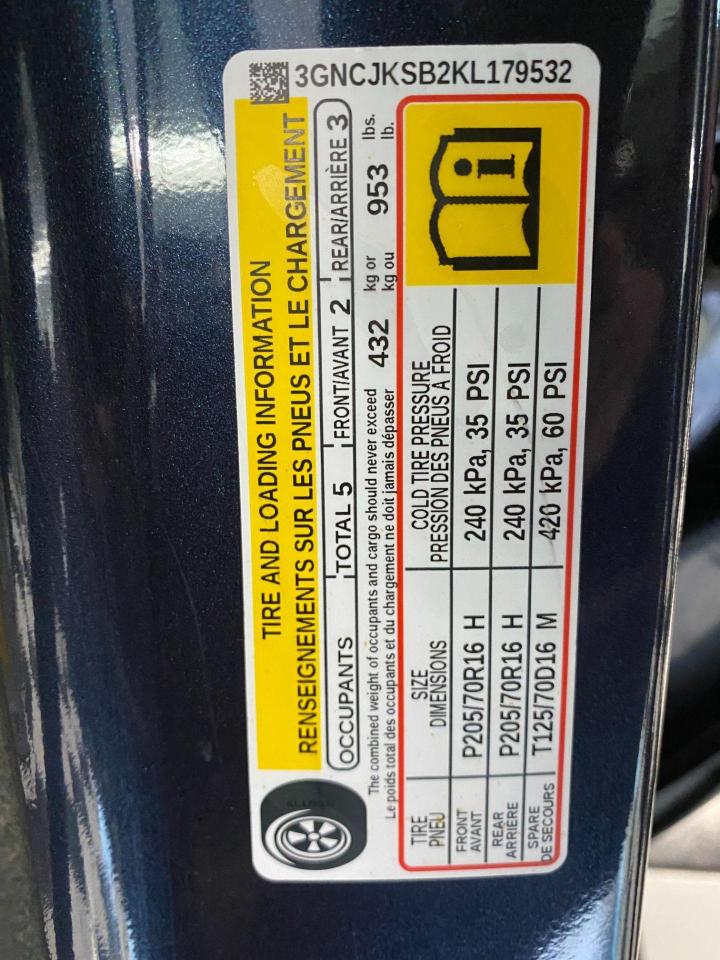 3GNCJKSB2KL179532
TIRE AND LOADING INFORMATION
RENSEIGNEMENTS SUR LES PNEUS ET LE CHARGEMENT
OCCUPANTS TOTAL 5 FRONT/AVANT 2 REAR/ARRIÈRE 3
The combined weight of occupants and cargo should never exceed 432 kg or 953 lbs.
Le poids total des occupants et du chargement ne doit jamais dépasser kg ou lb.
TIRE SIZE COLD TIRE PRESSURE
PNEU DIMENSIONS PRESSION DES PNEUS À FROID
FRONT
AVANT P205/70R16 H 240 kPa, 35 PSI
REAR
ARRIÈRE P205/70R16 H 240 kPa, 35 PSI
SPARE
DE SECOURS T125/70D16 M 420 kPa, 60 PSI